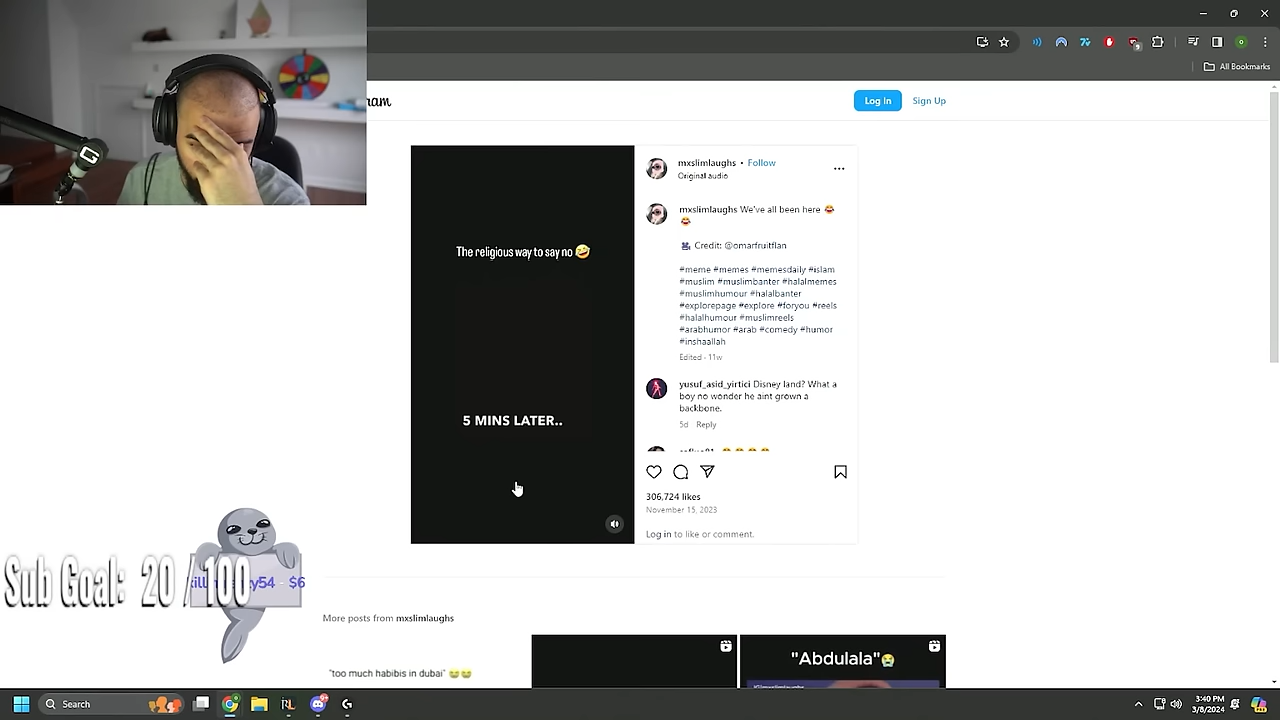 All Bookmarks
ram
Log In
Sign Up
mxslimlaughs • Follow
Original audio
mxslimlaughs We've all been here 😂
😂
🎥 Credit: @omarfruitflan
#meme #memes #memesdaily #islam
#muslim #muslimbanter #halalmemes
#muslimhumour #halalbanter
#explorepage #explore #foryou #reels
#halalhumour #muslimreels
#arabhumor #arab #comedy #humor
#inshaallah
Edited · 11w
The religious way to say no 🤣
5 MINS LATER..
yusuf_asid_yirtici Disney land? What a
boy no wonder he aint grown a
backbone.
5d Reply
306,724 likes
November 15, 2023
Log in to like or comment.
Sub Goal: 20 / 100
y54 - $6
More posts from mxslimlaughs
"too much habibis in dubai" 😂😂
"Abdulala"😭
Search
3:40 PM
3/8/2024